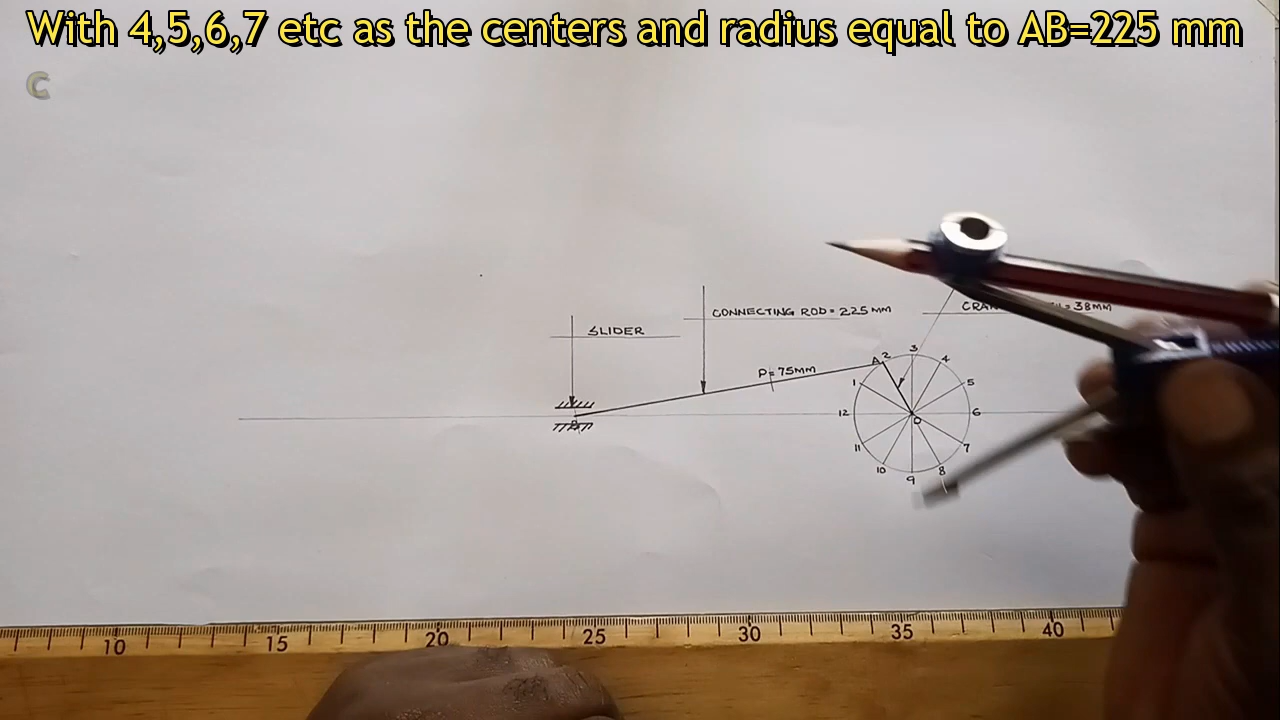 With 4,5,6,7 etc as the centers and radius equal to AB=225 mm
C
SLIDER
CONNECTING ROD = 225 MM
= 38MM
P = 75MM
A 2
3
4
1
5
12
O
6
11
7
10
8
9
10
15
20
25
30
35
40